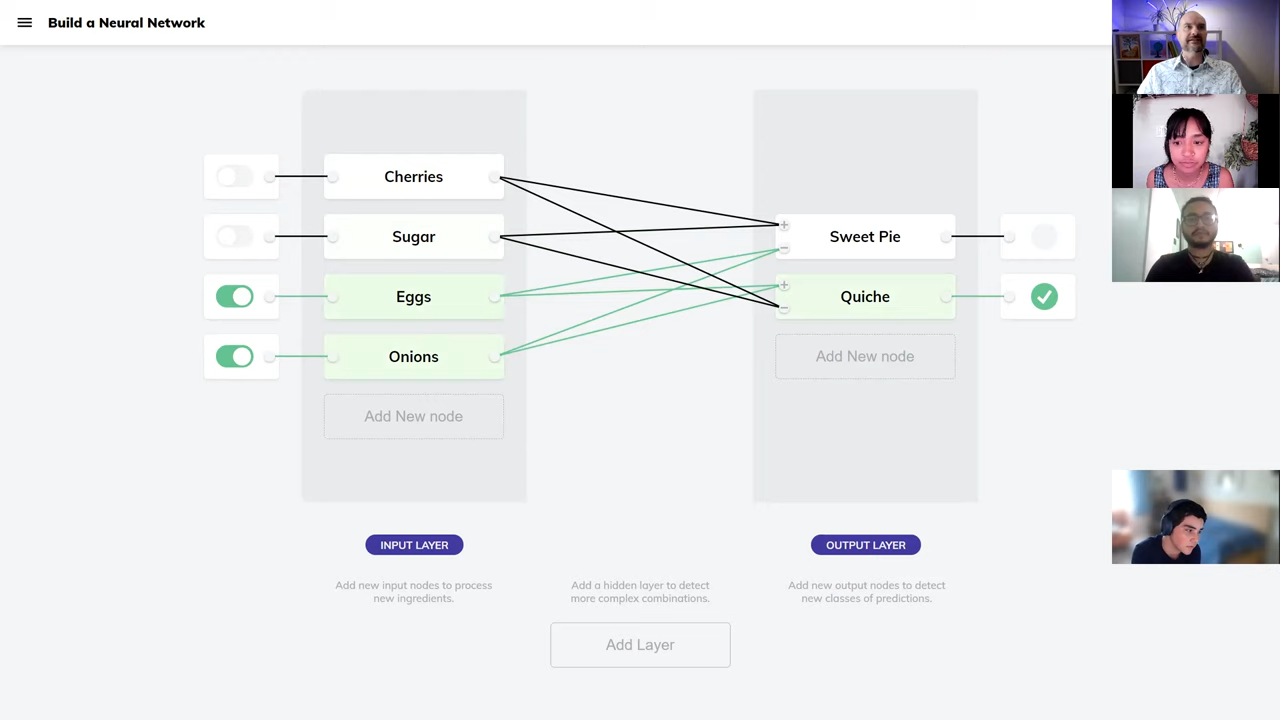 Build a Neural Network
Cherries
Sugar
Sweet Pie
Eggs
Quiche
Onions
Add New node
Add New node
INPUT LAYER
OUTPUT LAYER
Add new input nodes to process
new ingredients.
Add a hidden layer to detect
more complex combinations.
Add new output nodes to detect
new classes of predictions.
Add Layer